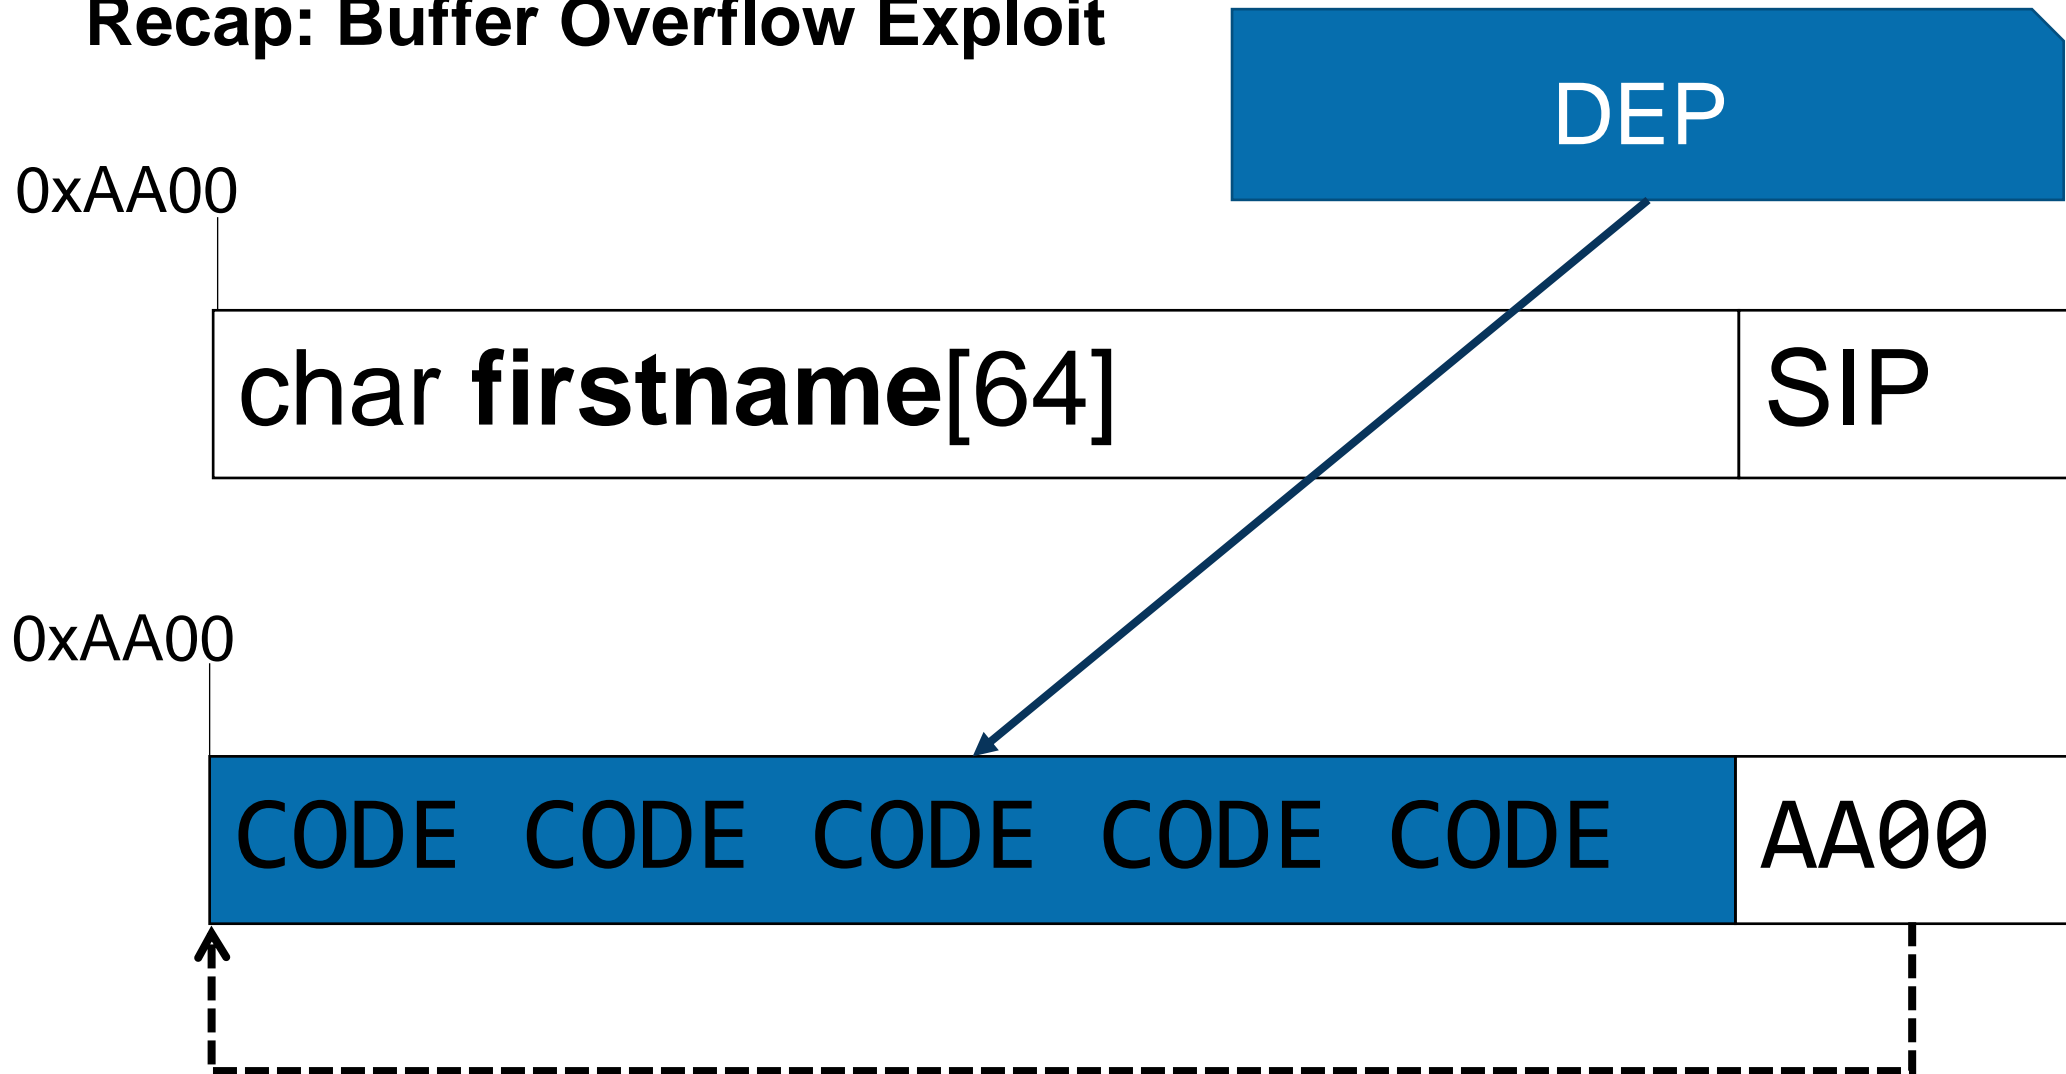 Recap: Buffer Overflow Exploit
DEP
0xAA00
char firstname[64]
SIP
0xAA00
CODE CODE CODE CODE CODE
AA00